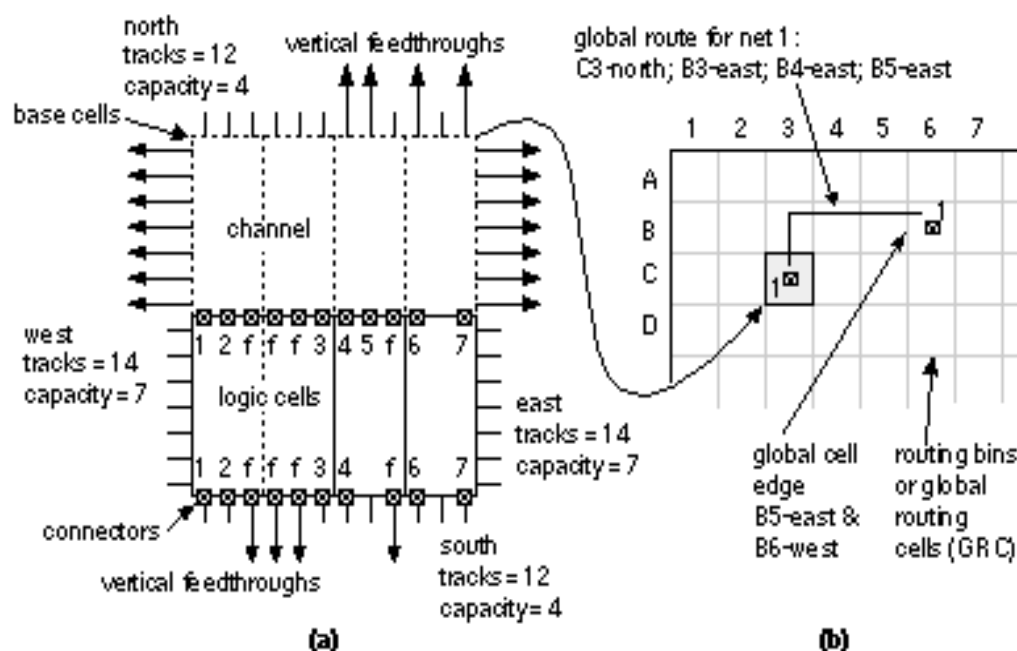 north
tracks = 12
capacity = 4
vertical feedthroughs
base cells
channel
west
tracks = 14
capacity = 7
1 2 f f f 3 4 5 f 6 7
logic cells
east
tracks = 14
capacity = 7
1 2 f f f 3 4 f 6 7
connectors
vertical feedthroughs
south
tracks = 12
capacity = 4
(a)
global route for net 1 :
C3-north; B3-east; B4-east; B5-east
1 2 3 4 5 6 7
A
B
C
D
1
1
global cell
edge
B5-east &
B6-west
routing bins
or global
routing
cells (GRC)
(b)